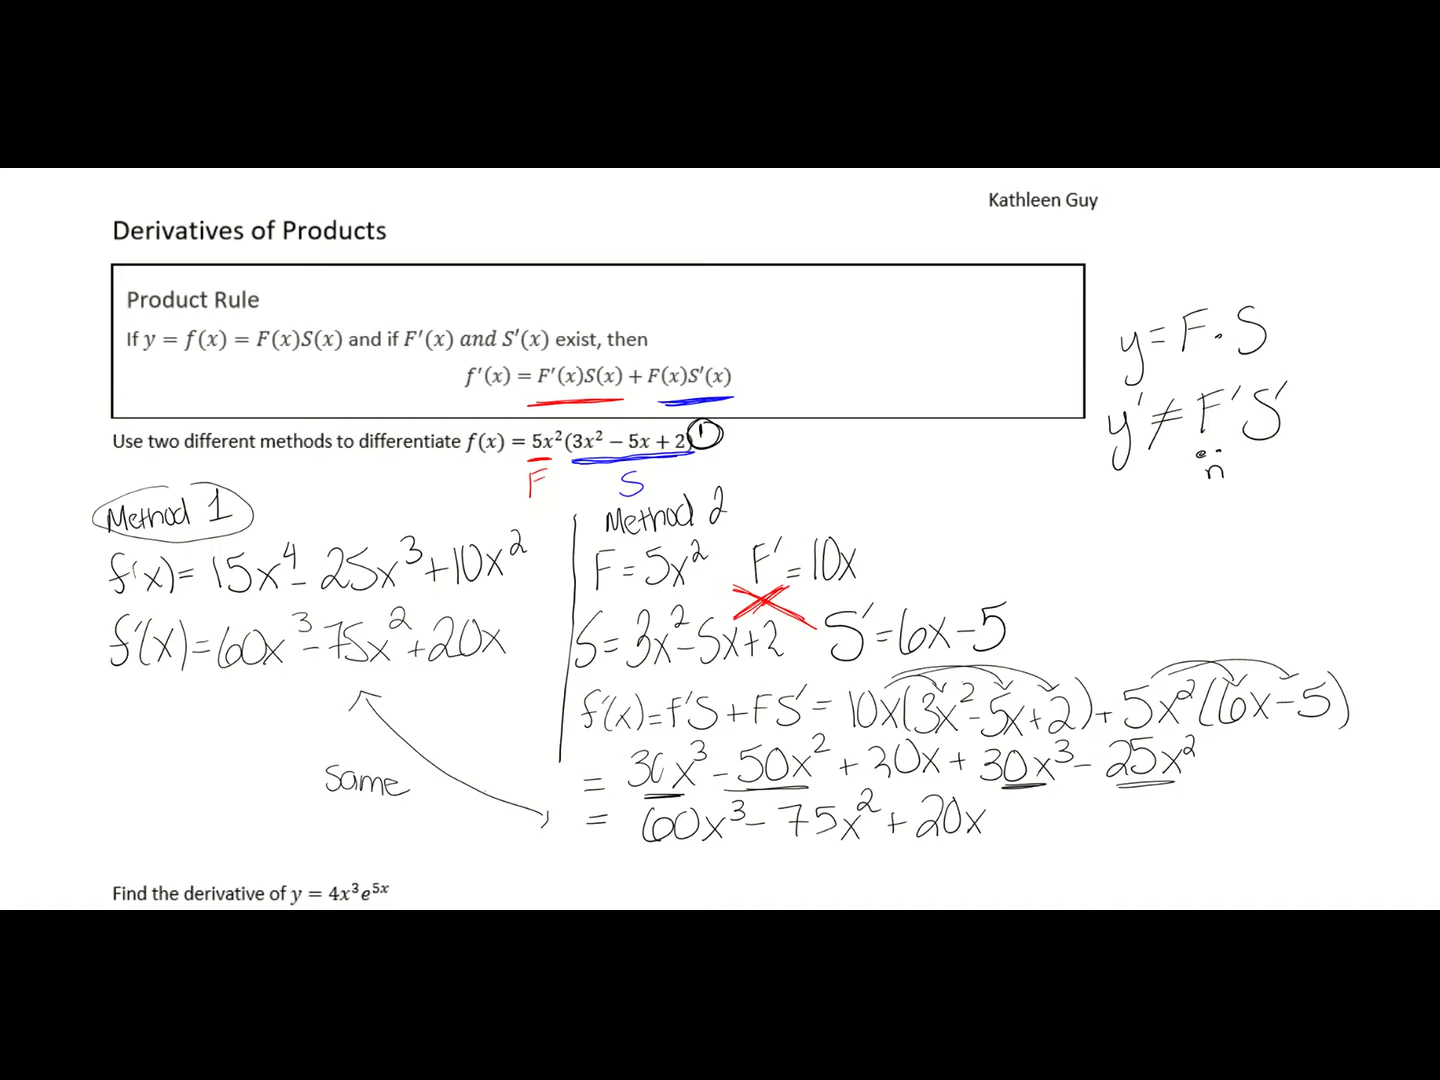 Kathleen Guy
Derivatives of Products
Product Rule
If y = f(x) = F(x)S(x) and if F′(x) and S′(x) exist, then
f′(x) = F′(x)S(x) + F(x)S′(x)
y = F · S
y′ ≠ F′S′
Use two different methods to differentiate f(x) = 5x²(3x² − 5x + 2)¹
F
S
Method 1
f(x) = 15x⁴ − 25x³ + 10x²
f′(x) = 60x³ − 75x² + 20x
same
Method 2
F = 5x² F′ = 10x
S = 3x² − 5x + 2 S′ = 6x − 5
f′(x) = F′S + FS′ = 10x(3x² − 5x + 2) + 5x²(6x − 5)
= 30x³ − 50x² + 20x + 30x³ − 25x²
= 60x³ − 75x² + 20x
Find the derivative of y = 4x³e⁵ˣ